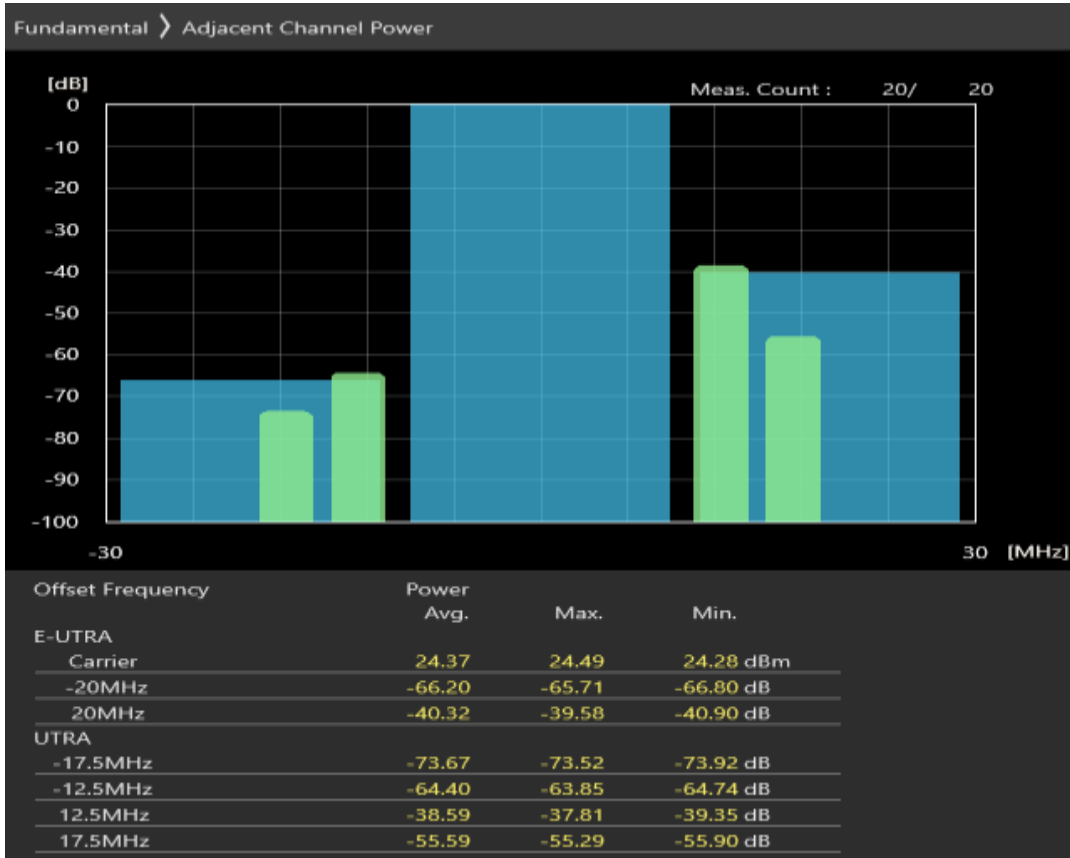 Fundamental 〉 Adjacent Channel Power
[dB]
Meas. Count : 20/ 20
0
-10
-20
-30
-40
-50
-60
-70
-80
-90
-100
-30 30 [MHz]
Offset Frequency Power
Avg. Max. Min.
E-UTRA
Carrier 24.37 24.49 24.28 dBm
-20MHz -66.20 -65.71 -66.80 dB
20MHz -40.32 -39.58 -40.90 dB
UTRA
-17.5MHz -73.67 -73.52 -73.92 dB
-12.5MHz -64.40 -63.85 -64.74 dB
12.5MHz -38.59 -37.81 -39.35 dB
17.5MHz -55.59 -55.29 -55.90 dB